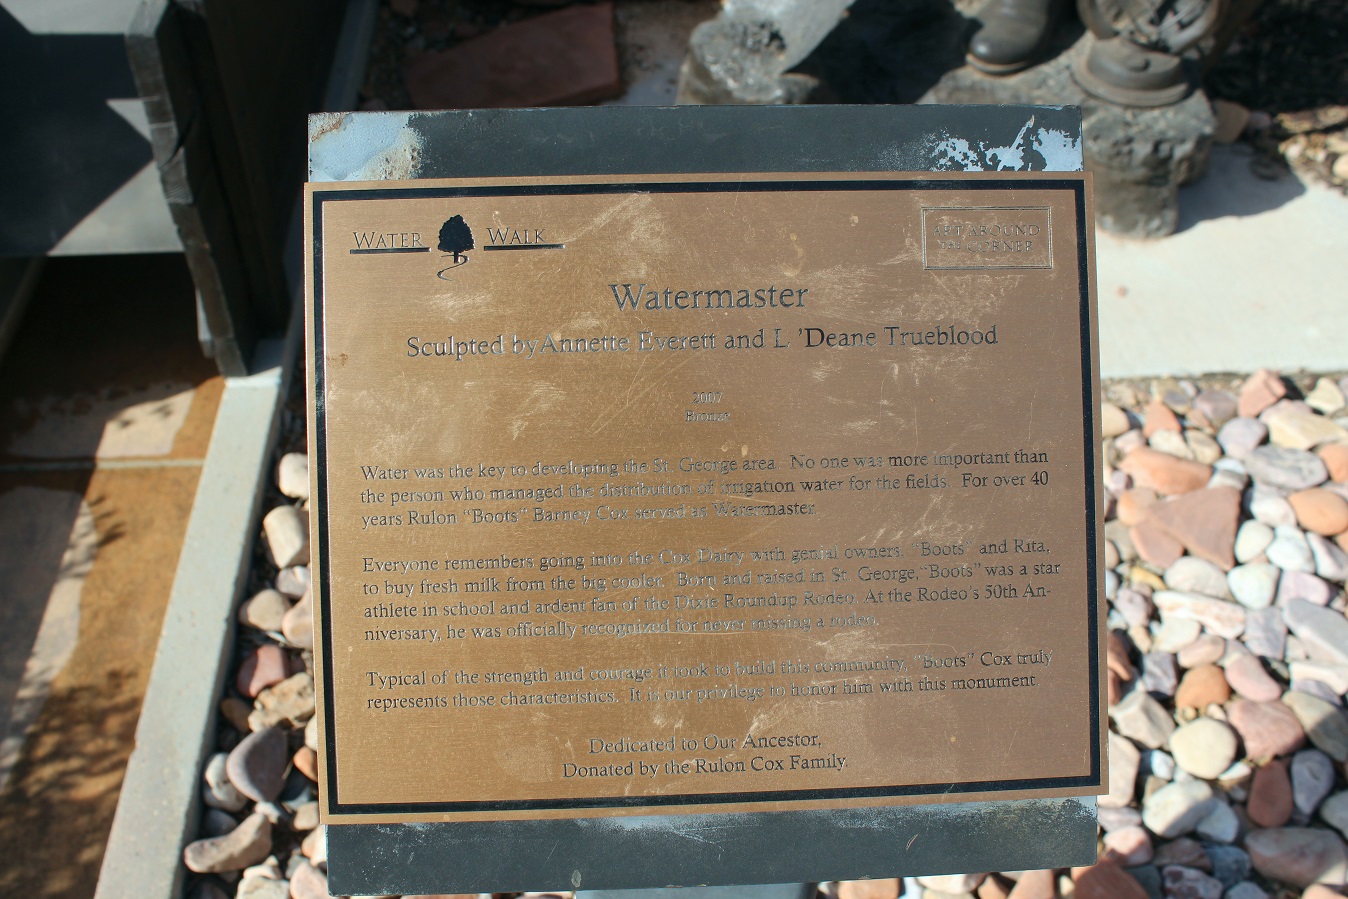 WATER WALK
ART AROUND
THE CORNER
Watermaster
Sculpted by Annette Everett and L 'Deane Trueblood
2007
Bronze
Water was the key to developing the St. George area. No one was more important than
the person who managed the distribution of irrigation water for the fields. For over 40
years Rulon "Boots" Barney Cox served as Watermaster.
Everyone remembers going into the Cox Dairy with genial owners, "Boots" and Rita,
to buy fresh milk from the big cooler. Born and raised in St. George, "Boots" was a star
athlete in school and ardent fan of the Dixie Roundup Rodeo. At the Rodeo's 50th An-
niversary, he was officially recognized for never missing a rodeo.
Typical of the strength and courage it took to build this community, "Boots" Cox truly
represents those characteristics. It is our privilege to honor him with this monument
Dedicated to Our Ancestor,
Donated by the Rulon Cox Family.